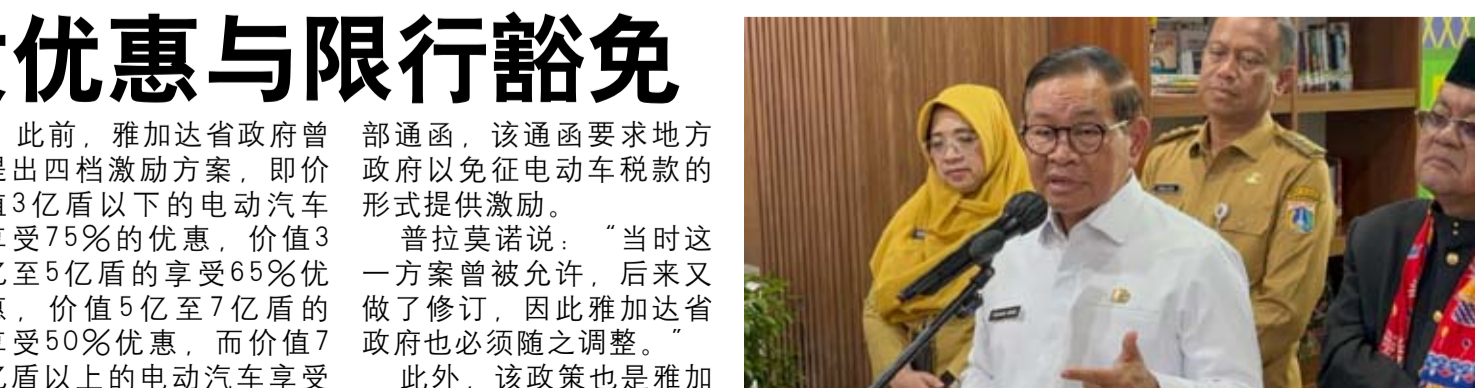 优惠与限行豁免
此前，雅加达省政府曾
提出四档激励方案，即价
值3亿盾以下的电动汽车
享受75%的优惠，价值3
亿至5亿盾的享受65%优
惠，价值5亿至7亿盾的
享受50%优惠，而价值7
亿盾以上的电动汽车享受
部通函，该通函要求地方
政府以免征电动车税款的
形式提供激励。
普拉莫诺说：“当时这
一方案曾被允许，后来又
做了修订，因此雅加达省
政府也必须随之调整。”
此外，该政策也是雅加